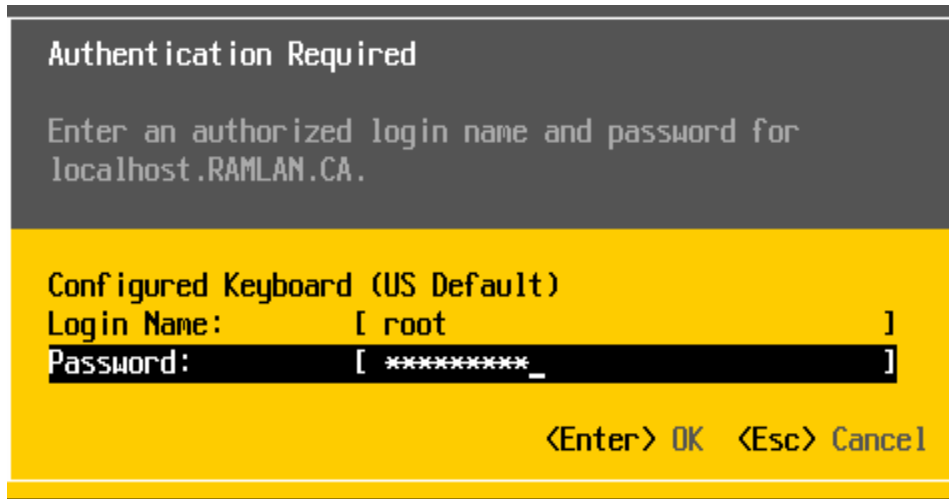 Authentication Required
Enter an authorized login name and password for
localhost.RAMLAN.CA.
Configured Keyboard (US Default)
Login Name: [ root ]
Password: [ *********_ ]
<Enter> OK <Esc> Cancel